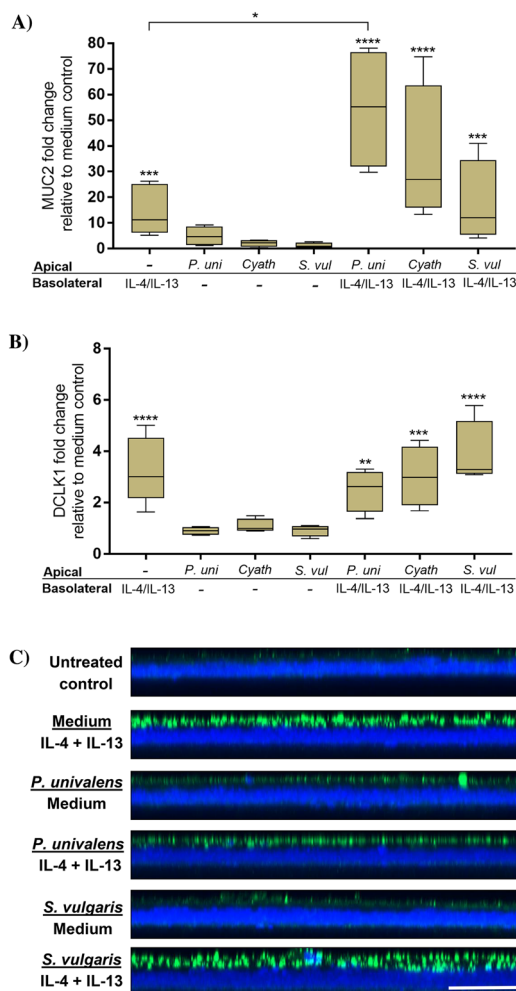 A)
*
MUC2 fold change
relative to medium control
80
70
60
50
40
30
20
10
0
***
****
****
***
Apical - P. uni Cyath S. vul P. uni Cyath S. vul
Basolateral IL-4/IL-13 - - - IL-4/IL-13 IL-4/IL-13 IL-4/IL-13
B)
DCLK1 fold change
relative to medium control
8
6
4
2
0
****
**
***
****
Apical - P. uni Cyath S. vul P. uni Cyath S. vul
Basolateral IL-4/IL-13 - - - IL-4/IL-13 IL-4/IL-13 IL-4/IL-13
C)
Untreated
control
Medium
IL-4 + IL-13
P. univalens
Medium
P. univalens
IL-4 + IL-13
S. vulgaris
Medium
S. vulgaris
IL-4 + IL-13